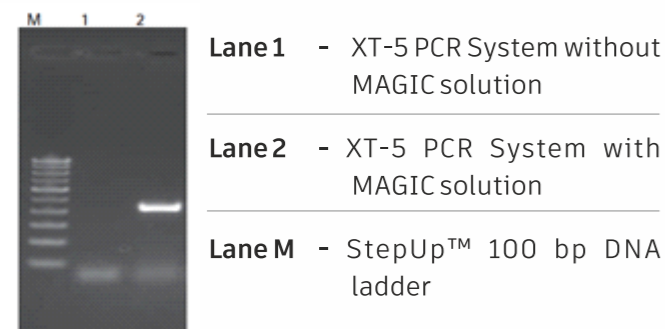 M 1 2
Lane 1 - XT-5 PCR System without
MAGIC solution
Lane 2 - XT-5 PCR System with
MAGIC solution
Lane M - StepUp™ 100 bp DNA
ladder